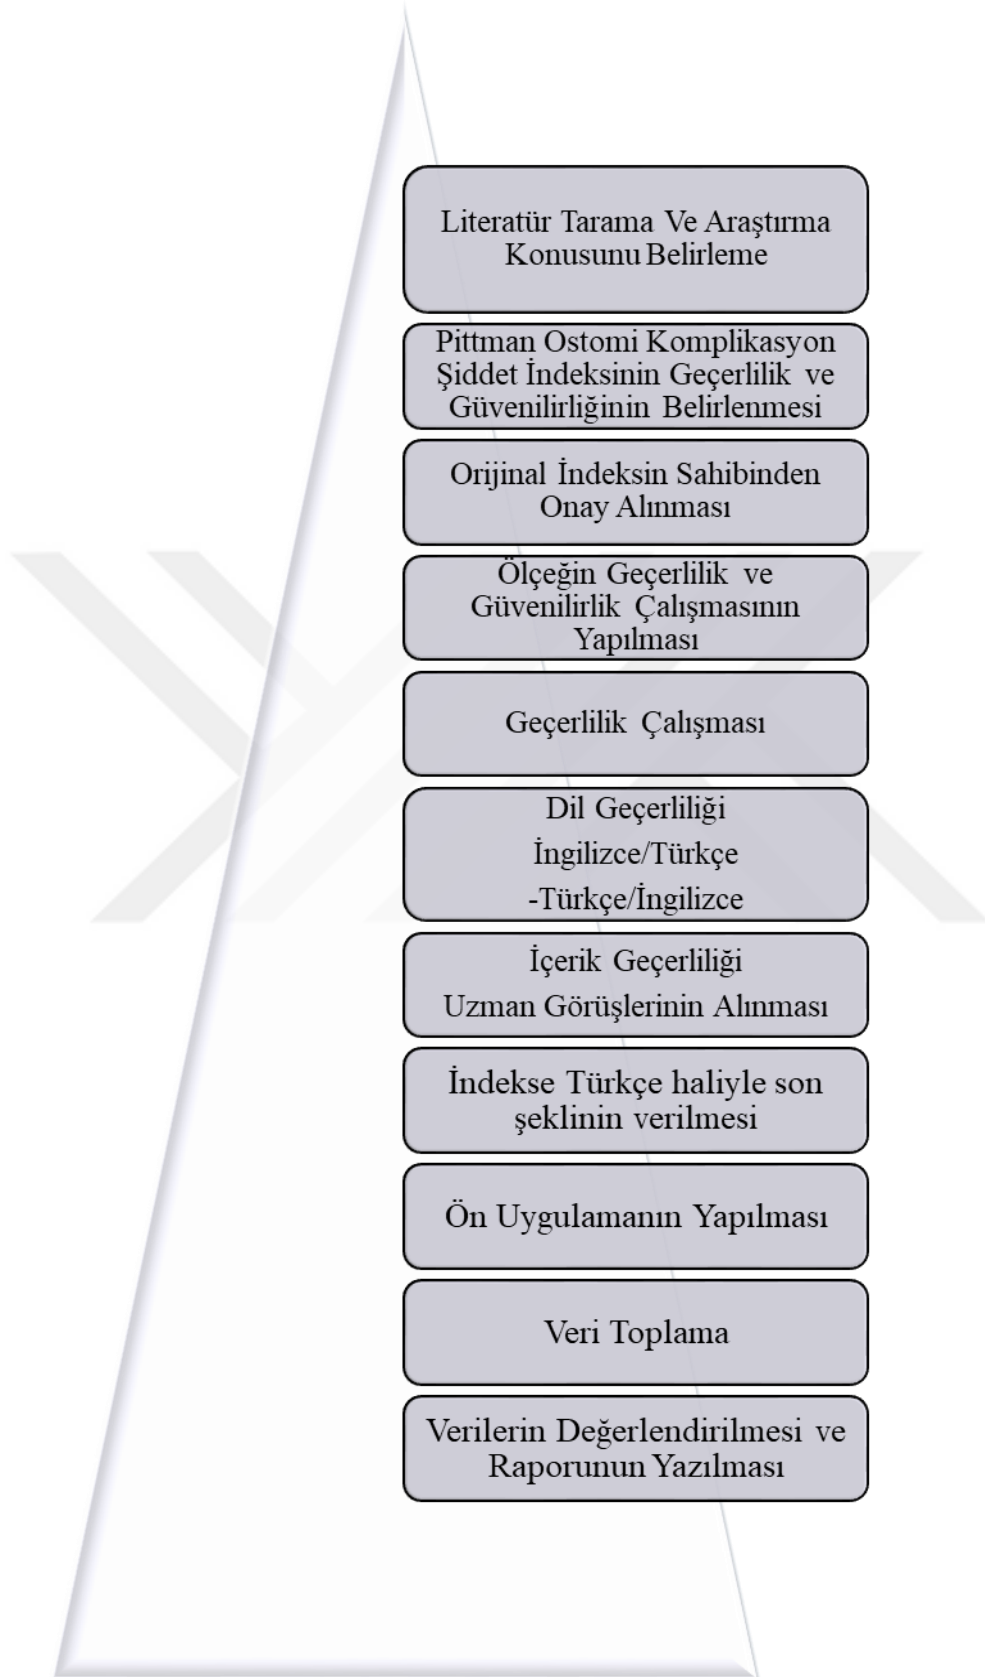 Literatür Tarama Ve Araştırma
Konusunu Belirleme
Pittman Ostomi Komplikasyon
Şiddet İndeksinin Geçerlilik ve
Güvenilirliğinin Belirlenmesi
Orijinal İndeksin Sahibinden
Onay Alınması
Ölçeğin Geçerlilik ve
Güvenilirlik Çalışmasının
Yapılması
Geçerlilik Çalışması
Dil Geçerliliği
İngilizce/Türkçe
-Türkçe/İngilizce
İçerik Geçerliliği
Uzman Görüşlerinin Alınması
İndekse Türkçe haliyle son
şeklinin verilmesi
Ön Uygulamanın Yapılması
Veri Toplama
Verilerin Değerlendirilmesi ve
Raporunun Yazılması